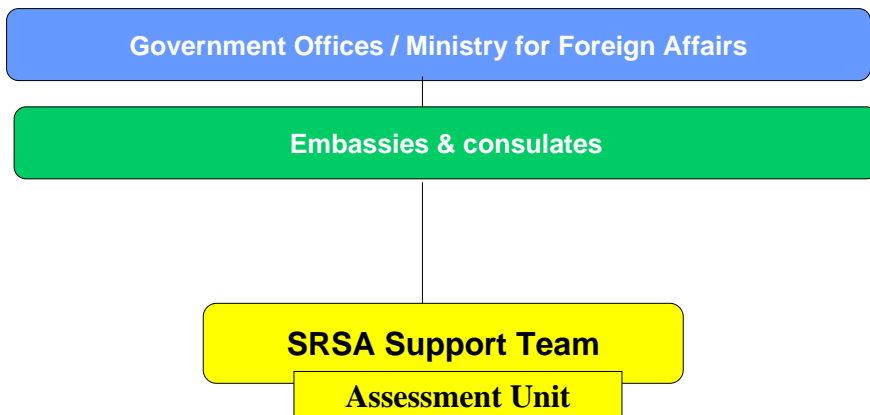 Government Offices / Ministry for Foreign Affairs
Embassies & consulates
SRSA Support Team
Assessment Unit